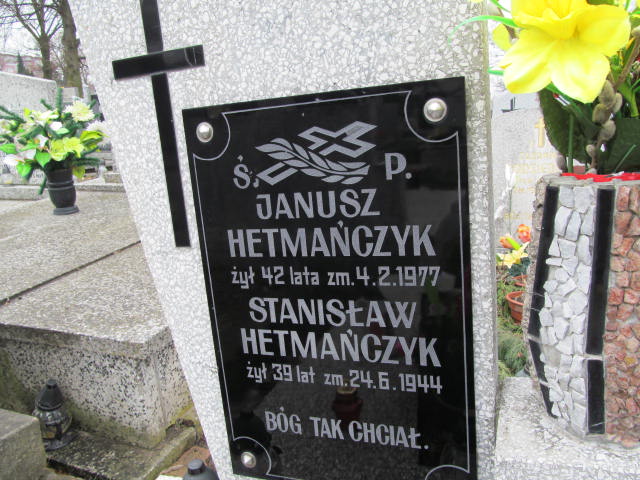 Ś. P.
JANUSZ
HETMAŃCZYK
żył 42 lata zm. 4.2.1977
STANISŁAW
HETMAŃCZYK
żył 39 lat zm. 24.6.1944
BÓG TAK CHCIAŁ.